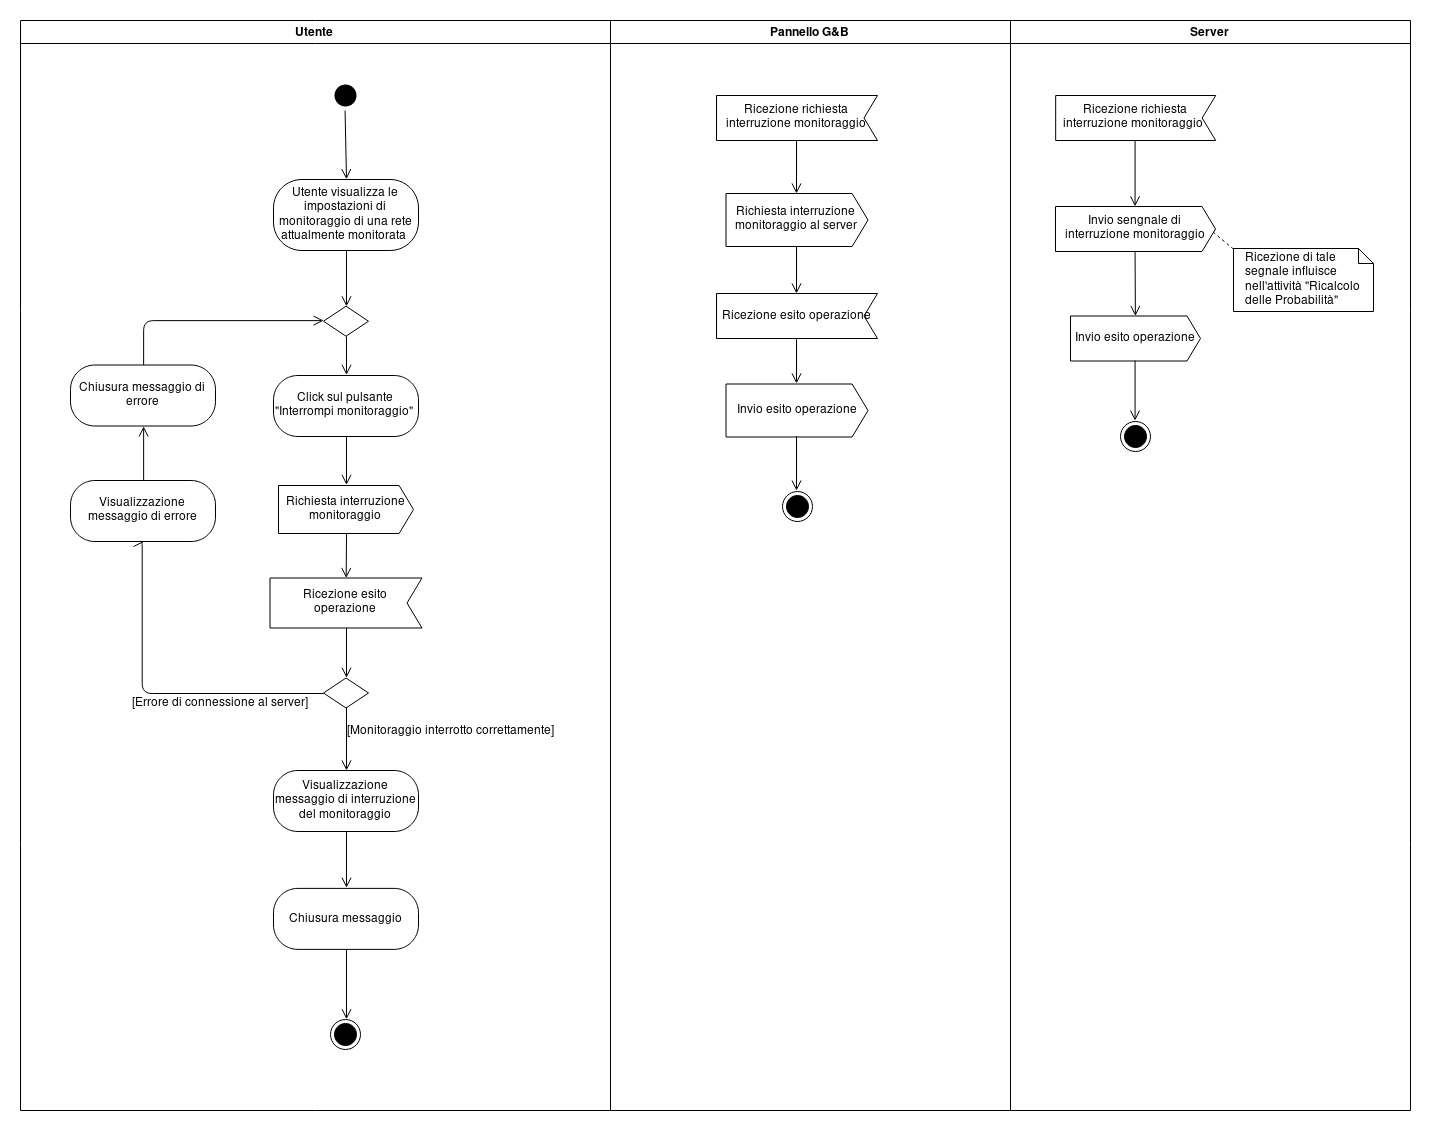 Utente
Pannello G&B
Server
Utente visualizza le
impostazioni di
monitoraggio di una rete
attualmente monitorata
Chiusura messaggio di
errore
Click sul pulsante
"Interrompi monitoraggio"
Visualizzazione
messaggio di errore
Richiesta interruzione
monitoraggio
Ricezione esito
operazione
[Errore di connessione al server]
[Monitoraggio interrotto correttamente]
Visualizzazione
messaggio di interruzione
del monitoraggio
Chiusura messaggio
Ricezione richiesta
interruzione monitoraggio
Richiesta interruzione
monitoraggio al server
Ricezione esito operazione
Invio esito operazione
Ricezione richiesta
interruzione monitoraggio
Invio sengnale di
interruzione monitoraggio
Ricezione di tale
segnale influisce
nell'attività "Ricalcolo
delle Probabilità"
Invio esito operazione